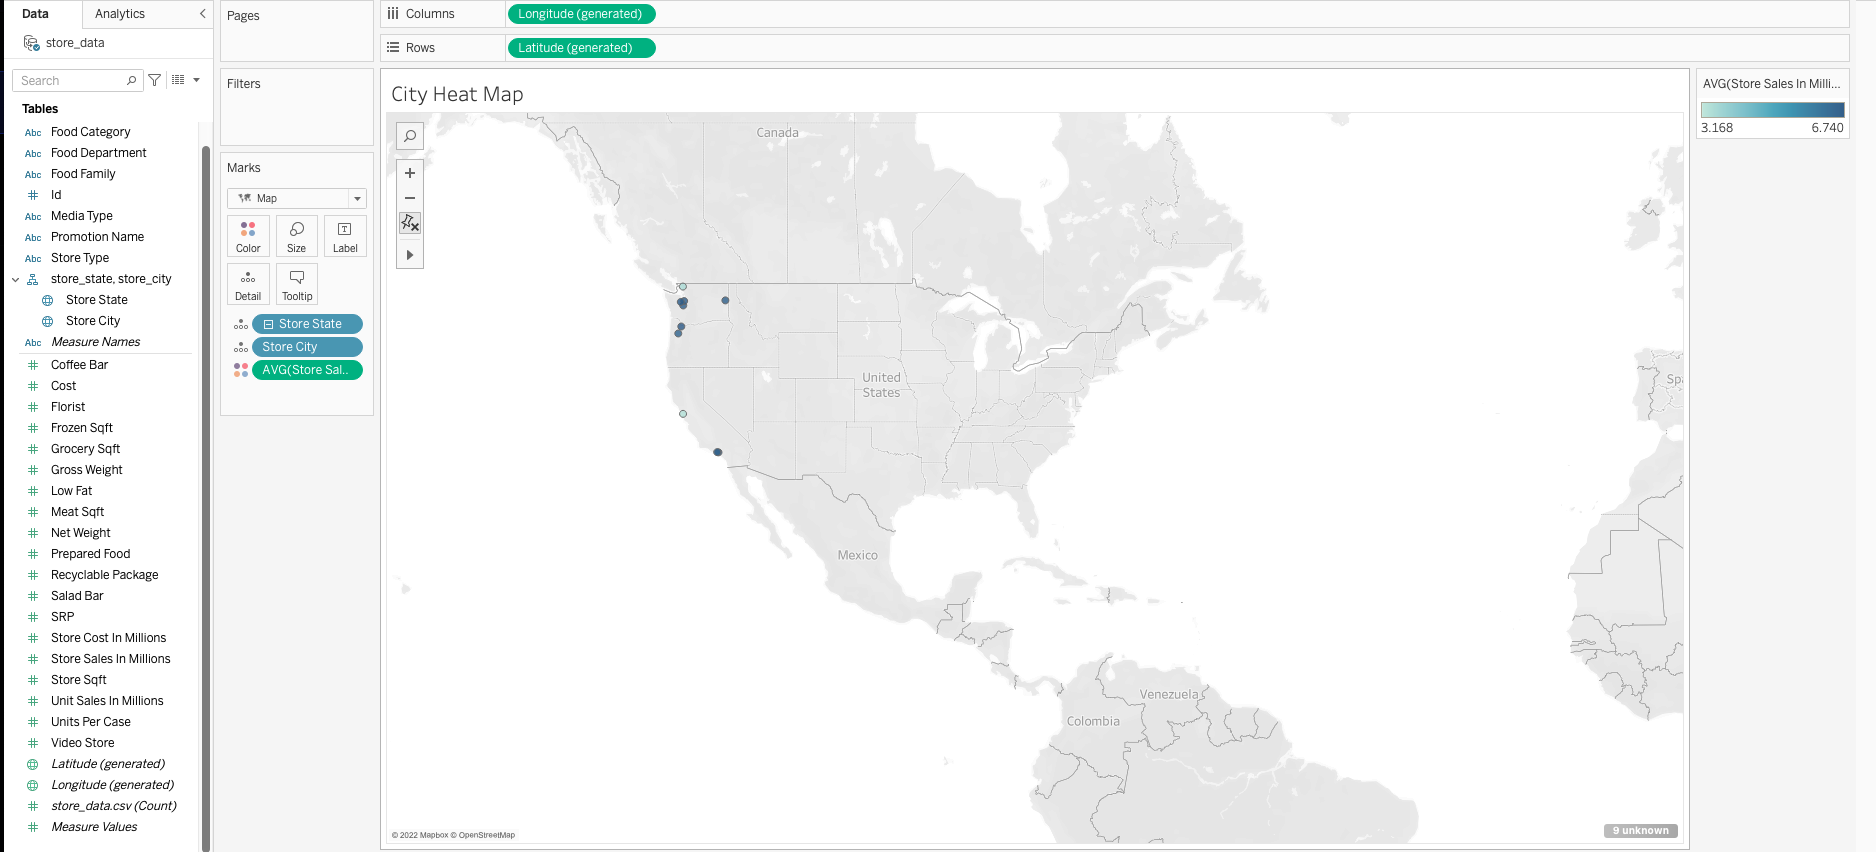 Data
Analytics
store_data
Search
Tables
Abc Food Category
Abc Food Department
Abc Food Family
# Id
Abc Media Type
Abc Promotion Name
Abc Store Type
store_state, store_city
Store State
Store City
Abc Measure Names
# Coffee Bar
# Cost
# Florist
# Frozen Sqft
# Grocery Sqft
# Gross Weight
# Low Fat
# Meat Sqft
# Net Weight
# Prepared Food
# Recyclable Package
# Salad Bar
# SRP
# Store Cost In Millions
# Store Sales In Millions
# Store Sqft
# Unit Sales In Millions
# Units Per Case
# Video Store
Latitude (generated)
Longitude (generated)
# store_data.csv (Count)
# Measure Values
Pages
Filters
Marks
Map
Color
Size
Label
Detail
Tooltip
Store State
Store City
AVG(Store Sal..
Columns
Longitude (generated)
Rows
Latitude (generated)
City Heat Map
Canada
United
States
Mexico
Venezuela
Colombia
Spa
© 2022 Mapbox © OpenStreetMap
9 unknown
AVG(Store Sales In Milli...
3.168
6.740